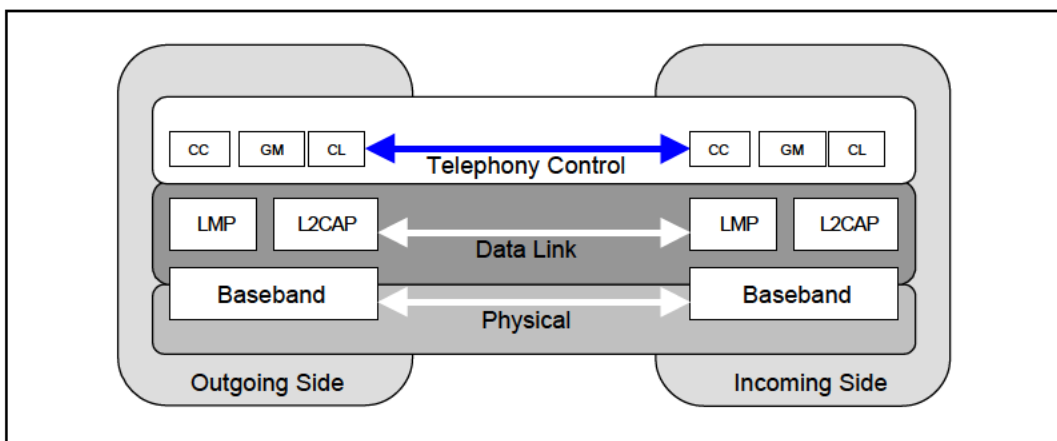 CC GM CL CC GM CL
Telephony Control
LMP L2CAP LMP L2CAP
Data Link
Baseband Baseband
Physical
Outgoing Side Incoming Side